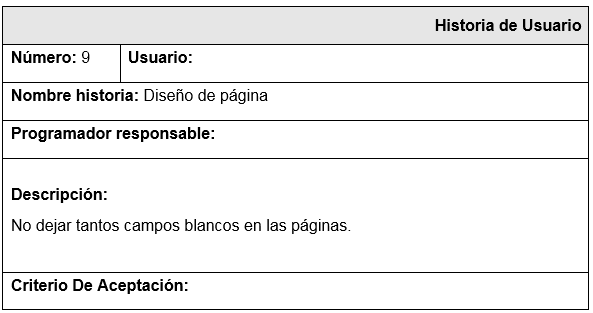 Historia de Usuario
Número: 9 Usuario:
Nombre historia: Diseño de página
Programador responsable:
Descripción:
No dejar tantos campos blancos en las páginas.
Criterio De Aceptación: